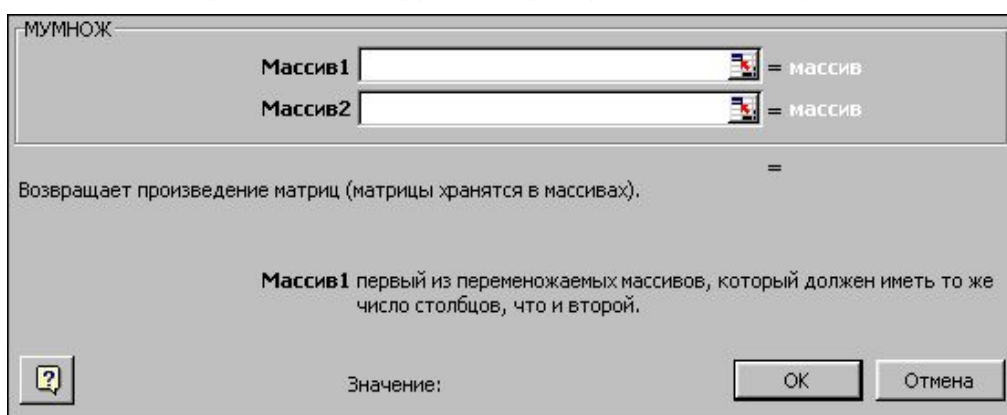 МУМНОЖ
Массив1 = массив
Массив2 = массив
=
Возвращает произведение матриц (матрицы хранятся в массивах).
Массив1 первый из переменожаемых массивов, который должен иметь то же
число столбцов, что и второй.
? Значение: ОК Отмена